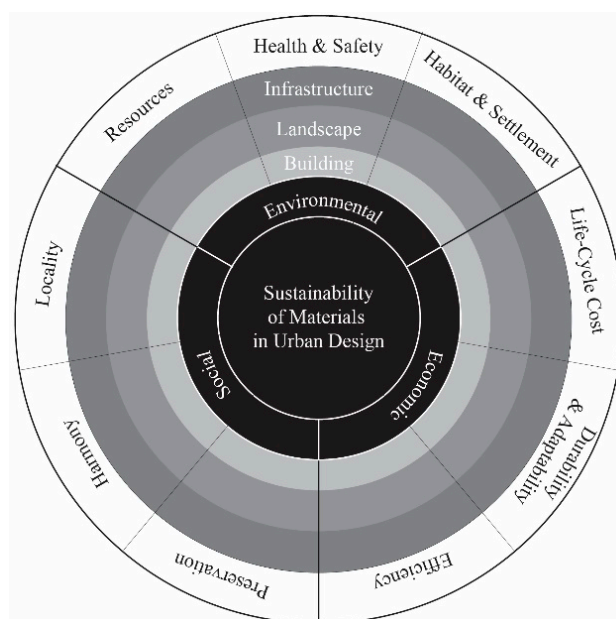 Health & Safety
Habitat & Settlement
Life-Cycle Cost
Durability
& Adaptability
Efficiency
Preservation
Harmony
Locality
Resources
Infrastructure
Landscape
Building
Environmental
Economic
Social
Sustainability
of Materials
in Urban Design